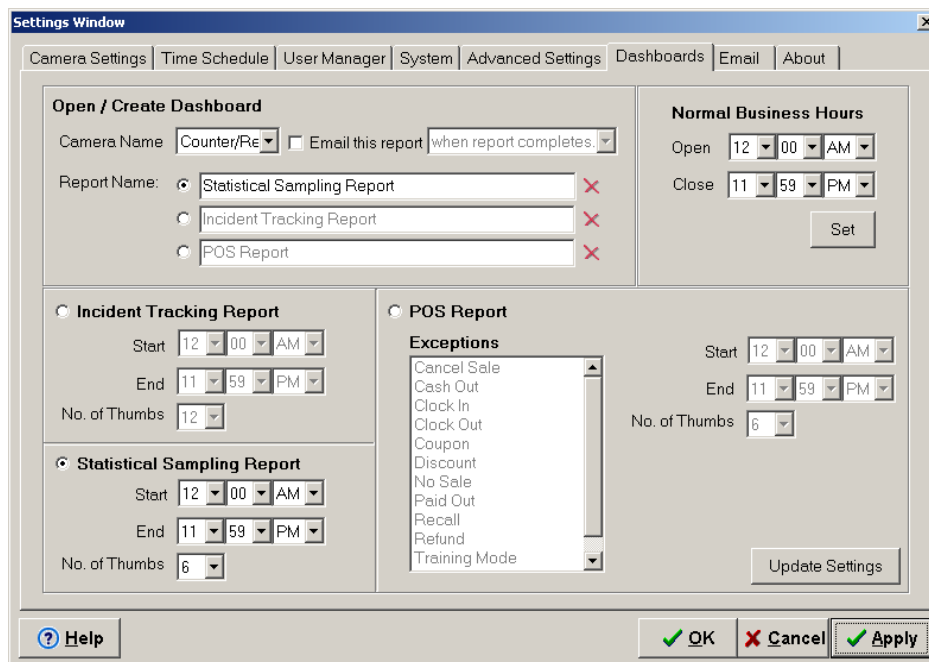 Settings Window
Camera Settings Time Schedule User Manager System Advanced Settings Dashboards Email About
Open / Create Dashboard
Camera Name Counter/Re Email this report when report completes.
Report Name: Statistical Sampling Report
Incident Tracking Report
POS Report
Normal Business Hours
Open 12 00 AM
Close 11 59 PM
Set
Incident Tracking Report
Start 12 00 AM
End 11 59 PM
No. of Thumbs 12
Statistical Sampling Report
Start 12 00 AM
End 11 59 PM
No. of Thumbs 6
POS Report
Exceptions
Cancel Sale
Cash Out
Clock In
Clock Out
Coupon
Discount
No Sale
Paid Out
Recall
Refund
Training Mode
Start 12 00 AM
End 11 59 PM
No. of Thumbs 6
Update Settings
Help OK Cancel Apply